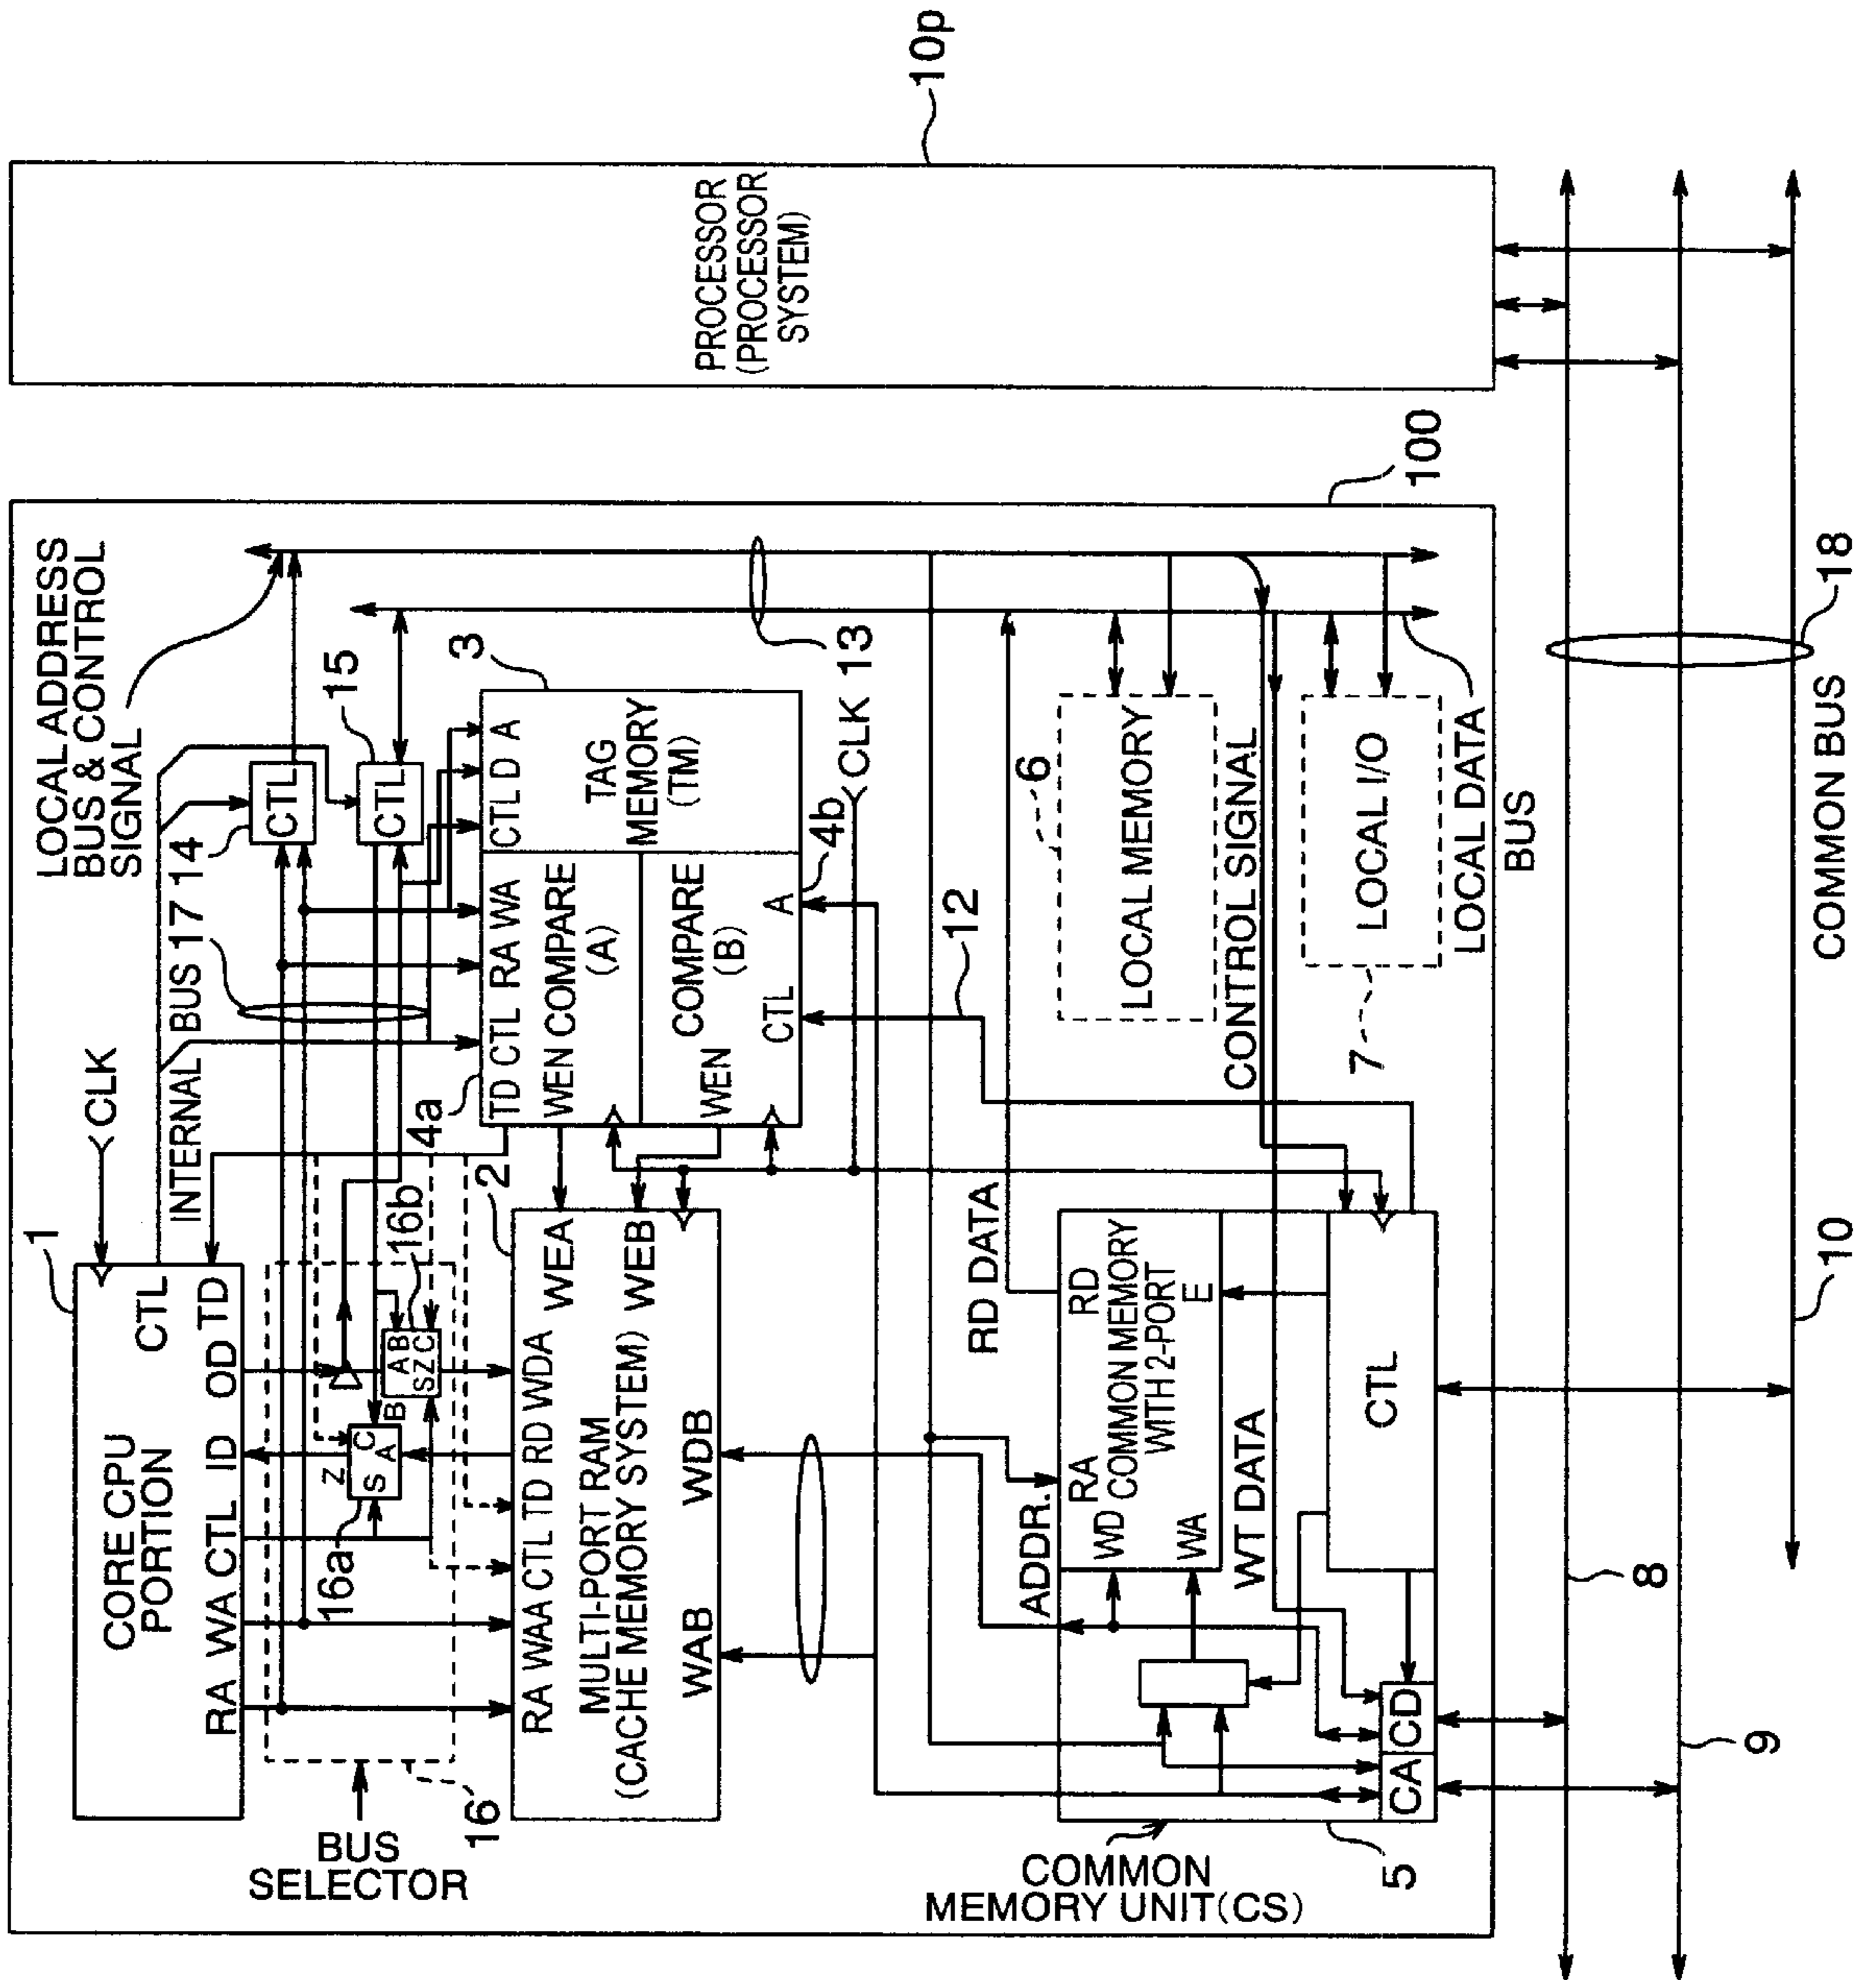 LOCAL ADDRESS
BUS & CONTROL
SIGNAL
1
CLK
INTERNAL BUS 17
14
CTL
15
CTL
CORE CPU
PORTION
CTL
TD
RA WA CTL ID OD
16a
Z
S
C
A
B
16b
A B
S Z C
BUS
SELECTOR
16
4a
3
TD CTL RA WA
CTL D A
WEN COMPARE
(A)
TAG
MEMORY
(TM)
WEN
COMPARE
(B)
CTL
A
4b
2
WEA
WEB
RA WAA CTL TD RD WDA
MULTI-PORT RAM
(CACHE MEMORY SYSTEM)
WAB
WDB
13
CLK
12
RD DATA
ADDR.
6
LOCAL MEMORY
CONTROL SIGNAL
7
LOCAL I/O
LOCAL DATA
BUS
RA
RD
WD
COMMON MEMORY
WITH 2-PORT
WA
E
WT DATA
CTL
CA
CD
COMMON
MEMORY UNIT(CS)
5
100
PROCESSOR
(PROCESSOR
SYSTEM)
10p
8
9
10
18
COMMON BUS